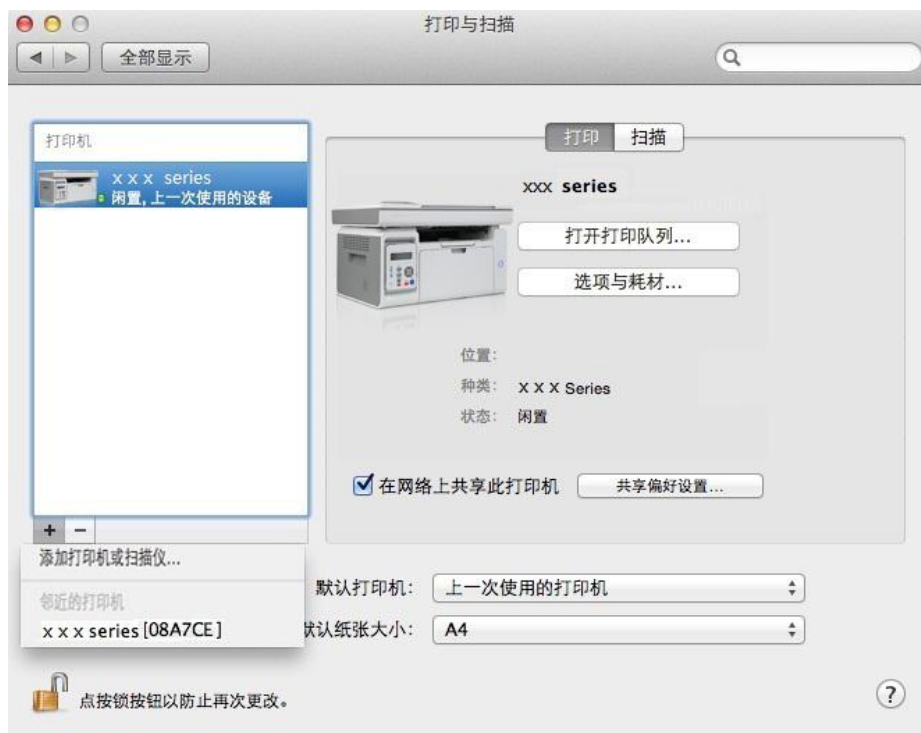 打印与扫描
全部显示
打印机
x x x series
闲置, 上一次使用的设备
打印 扫描
xxx series
打开打印队列...
选项与耗材...
位置:
种类: X X X Series
状态: 闲置
在网络上共享此打印机 共享偏好设置...
+ −
添加打印机或扫描仪...
邻近的打印机
x x x series [08A7CE]
默认打印机: 上一次使用的打印机
默认纸张大小: A4
点按锁按钮以防止再次更改。
?